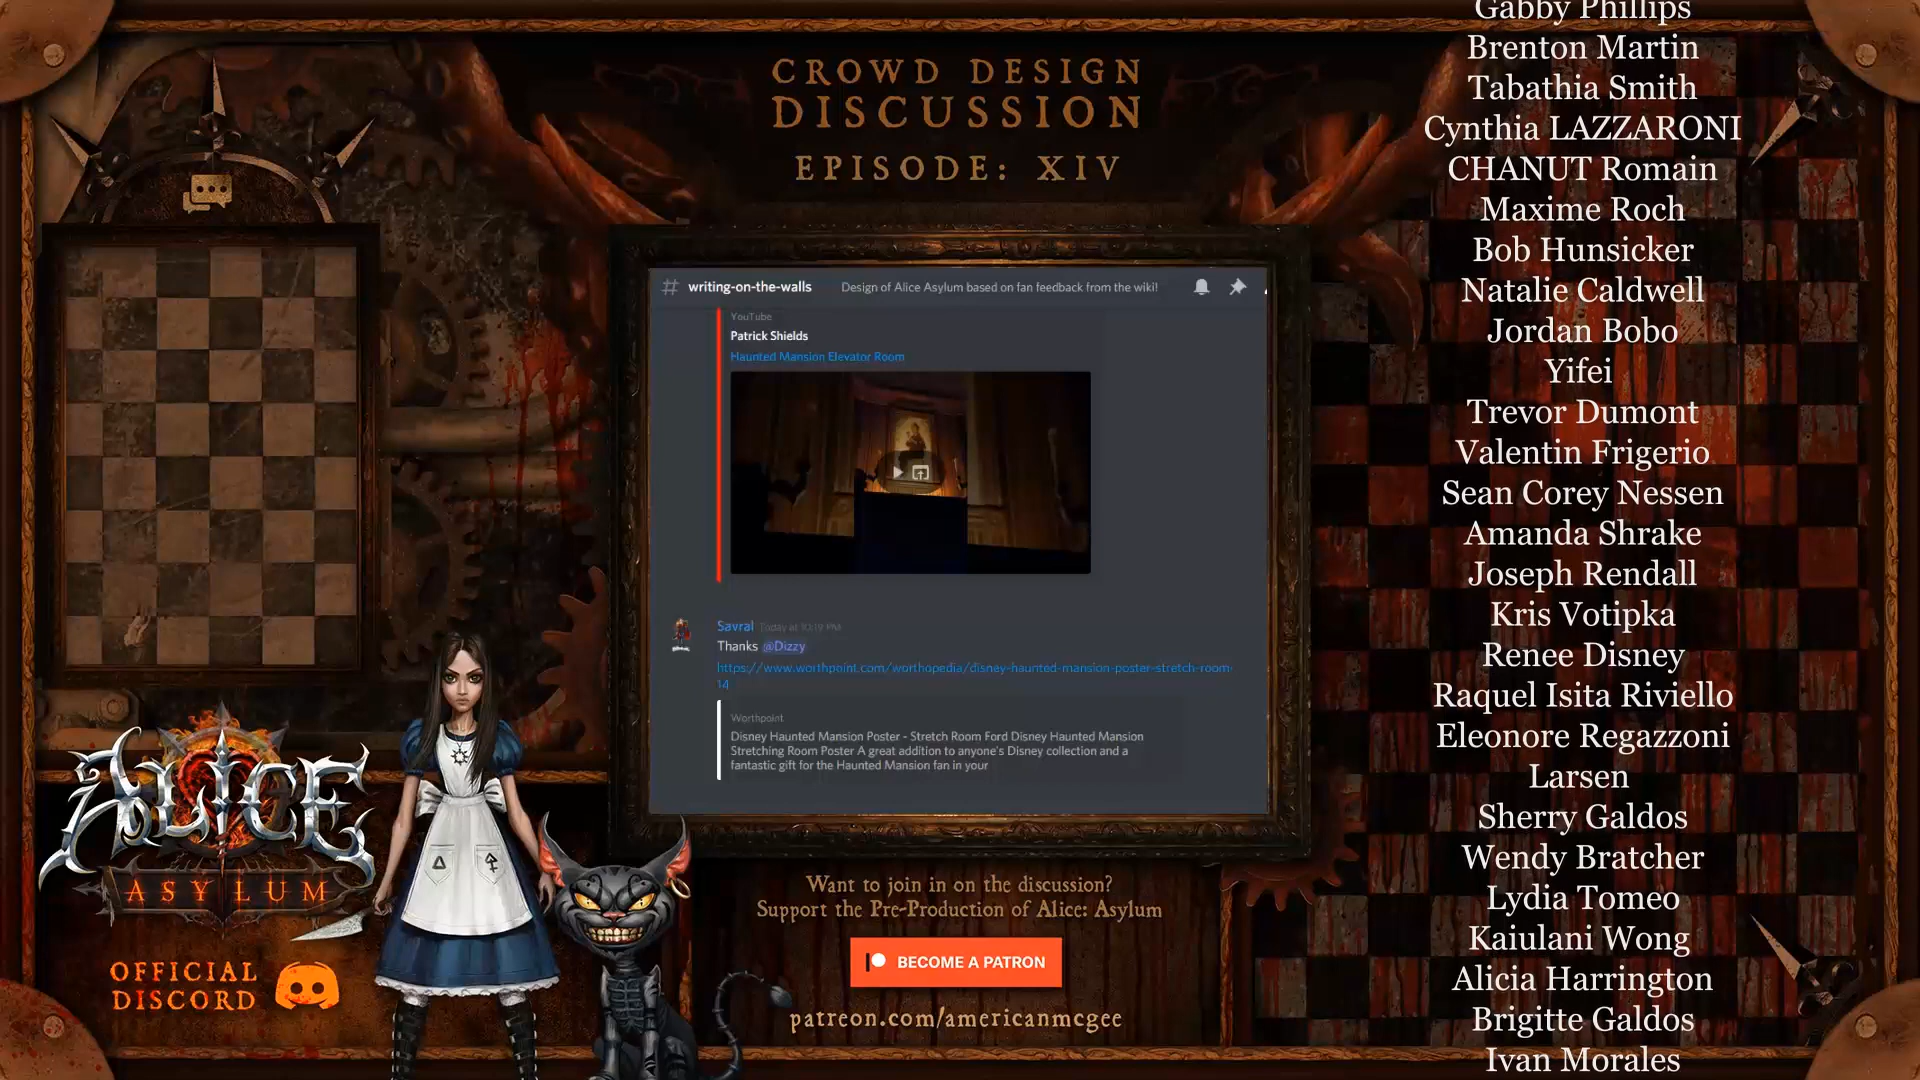 CROWD DESIGN
DISCUSSION
EPISODE: XIV
# writing-on-the-walls Design of Alice Asylum based on fan feedback from the wiki!
YouTube
Patrick Shields
Haunted Mansion Elevator Room
Savral Today at 10:19 PM
Thanks @Dizzy
https://www.worthpoint.com/worthopedia/disney-haunted-mansion-poster-stretch-room-
14
Worthpoint
Disney Haunted Mansion Poster - Stretch Room Ford Disney Haunted Mansion
Stretching Room Poster A great addition to anyone's Disney collection and a
fantastic gift for the Haunted Mansion fan in your
ALICE
ASYLUM
OFFICIAL
DISCORD
Want to join in on the discussion?
Support the Pre-Production of Alice: Asylum
BECOME A PATRON
patreon.com/americanmcgee
Gabby Phillips
Brenton Martin
Tabathia Smith
Cynthia LAZZARONI
CHANUT Romain
Maxime Roch
Bob Hunsicker
Natalie Caldwell
Jordan Bobo
Yifei
Trevor Dumont
Valentin Frigerio
Sean Corey Nessen
Amanda Shrake
Joseph Rendall
Kris Votipka
Renee Disney
Raquel Isita Riviello
Eleonore Regazzoni
Larsen
Sherry Galdos
Wendy Bratcher
Lydia Tomeo
Kaiulani Wong
Alicia Harrington
Brigitte Galdos
Ivan Morales